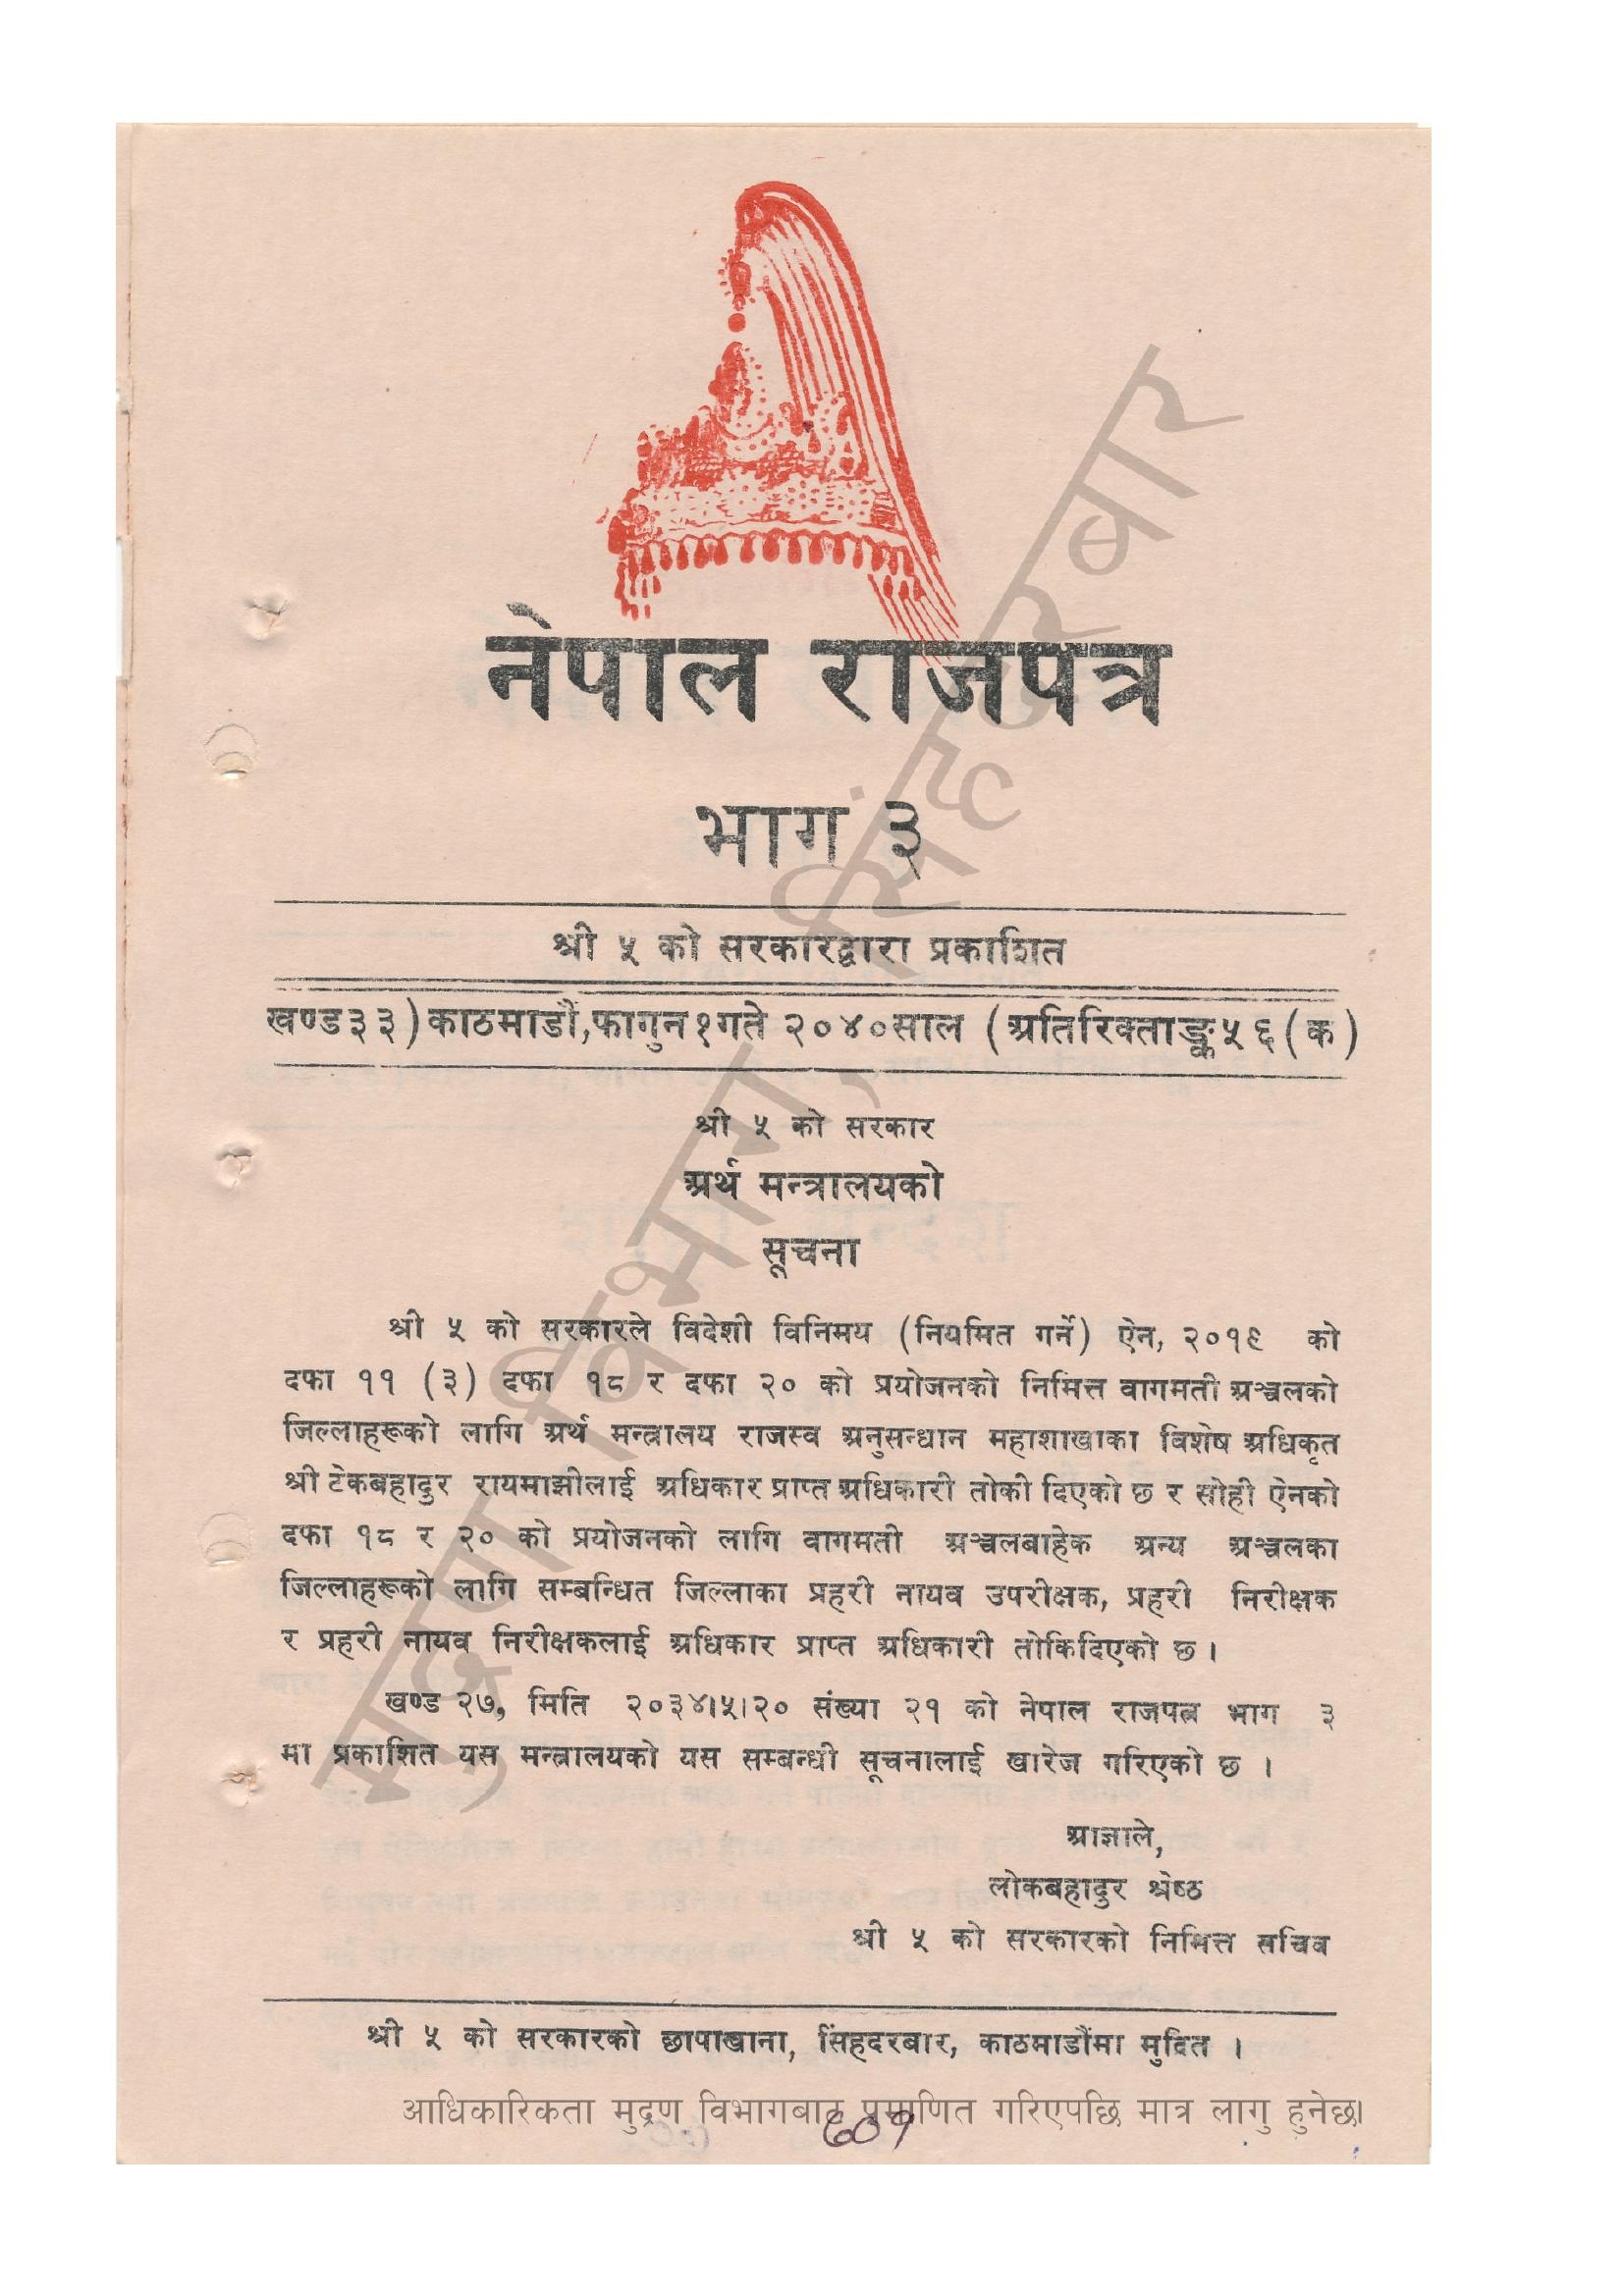 नेपाल राजपत्र
भाग ३
श्री ५ को सरकारद्वारा प्रकाशित
खण्ड३३) काठमाडौं,फागुन१गते २०४०साल (अतिरिक्ताङ्क५६(क)
श्री ५ को सरकार
अर्थ मन्त्रालयको
सूचना
श्री ५ को सरकारले विदेशी विनिमय (नियमित गर्ने) ऐन, २०१९ को
दफा ११ (३) दफा १८ र दफा २० को प्रयोजनको निमित्त वागमती अञ्चलको
जिल्लाहरूको लागि अर्थ मन्त्रालय राजस्व अनुसन्धान महाशाखाका विशेष अधिकृत
श्री टेकबहादुर रायमाझीलाई अधिकार प्राप्त अधिकारी तोकी दिएको छ र सोही ऐनको
दफा १८ र २० को प्रयोजनको लागि वागमती अञ्चलबाहेक अन्य अञ्चलका
जिल्लाहरूको लागि सम्बन्धित जिल्लाका प्रहरी नायव उपरीक्षक, प्रहरी निरीक्षक
र प्रहरी नायव निरीक्षकलाई अधिकार प्राप्त अधिकारी तोकिदिएको छ ।
खण्ड २७, मिति २०३४।५।२० संख्या २१ को नेपाल राजपत्र भाग ३
मा प्रकाशित यस मन्त्रालयको यस सम्बन्धी सूचनालाई खारेज गरिएको छ ।
आज्ञाले,
लोकबहादुर श्रेष्ठ
श्री ५ को सरकारको निमित्त सचिव
श्री ५ को सरकारको छापाखाना, सिंहदरबार, काठमाडौंमा मुद्रित ।
आधिकारिकता मुद्रण विभागबाट प्रमाणित गरिएपछि मात्र लागु हुनेछ।
६०१
मुद्रण विभाग, सिंहदरबार